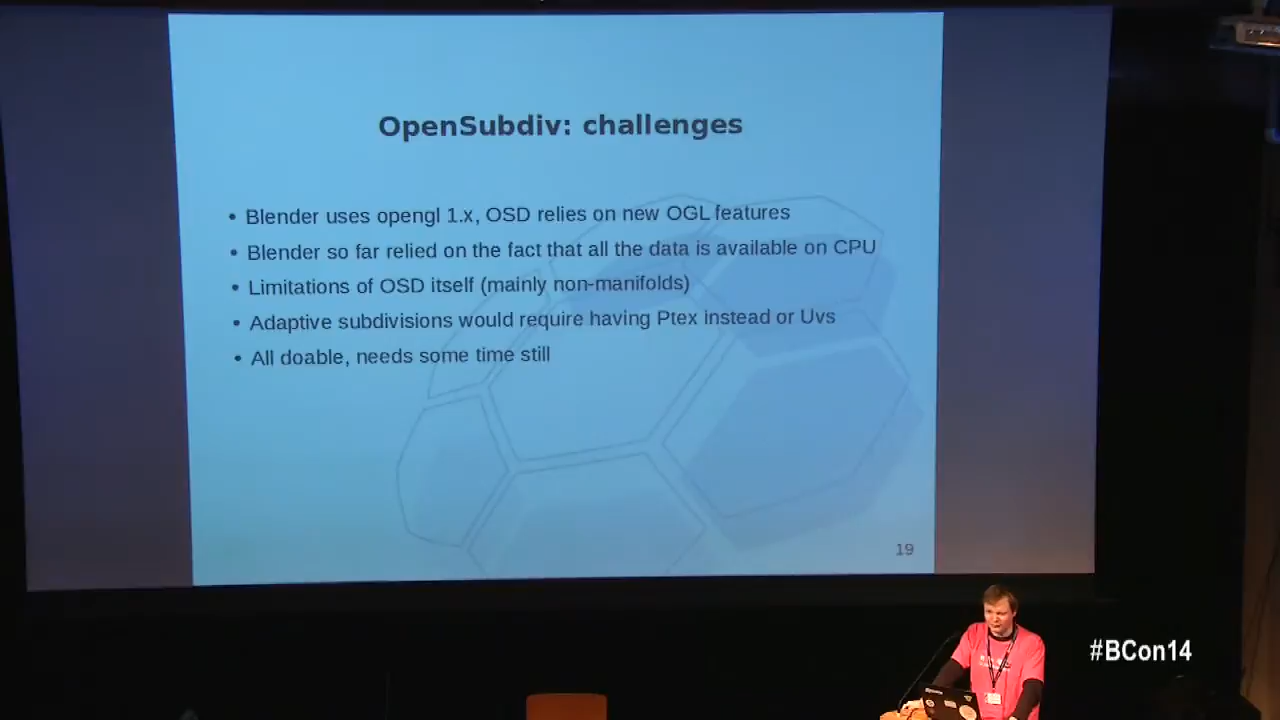 OpenSubdiv: challenges
• Blender uses opengl 1.x, OSD relies on new OGL features
• Blender so far relied on the fact that all the data is available on CPU
• Limitations of OSD itself (mainly non-manifolds)
• Adaptive subdivisions would require having Ptex instead or Uvs
• All doable, needs some time still
19
#BCon14